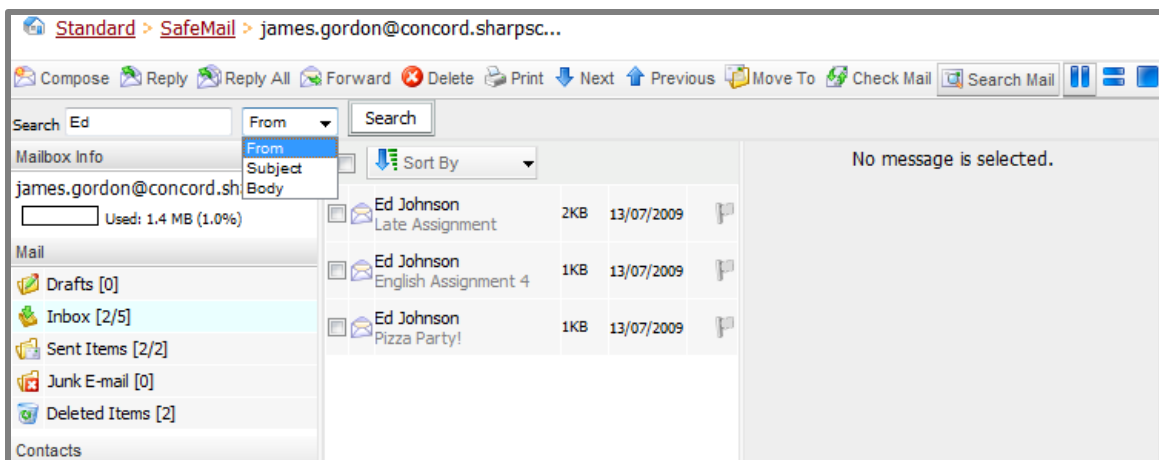 Standard > SafeMail > james.gordon@concord.sharpsc...
Compose Reply Reply All Forward Delete Print Next Previous Move To Check Mail Search Mail
Search Ed From Search
From
Subject
Body
Mailbox Info
james.gordon@concord.sh
Used: 1.4 MB (1.0%)
Mail
Drafts [0]
Inbox [2/5]
Sent Items [2/2]
Junk E-mail [0]
Deleted Items [2]
Contacts
Sort By
Ed Johnson 2KB 13/07/2009
Late Assignment
Ed Johnson 1KB 13/07/2009
English Assignment 4
Ed Johnson 1KB 13/07/2009
Pizza Party!
No message is selected.